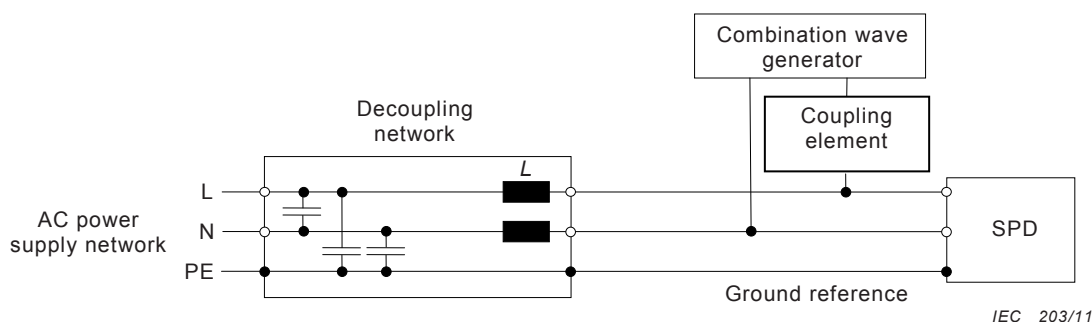 Combination wave
generator
Decoupling
network
Coupling
element
L
L
AC power
supply network
N
SPD
PE
Ground reference
IEC 203/11